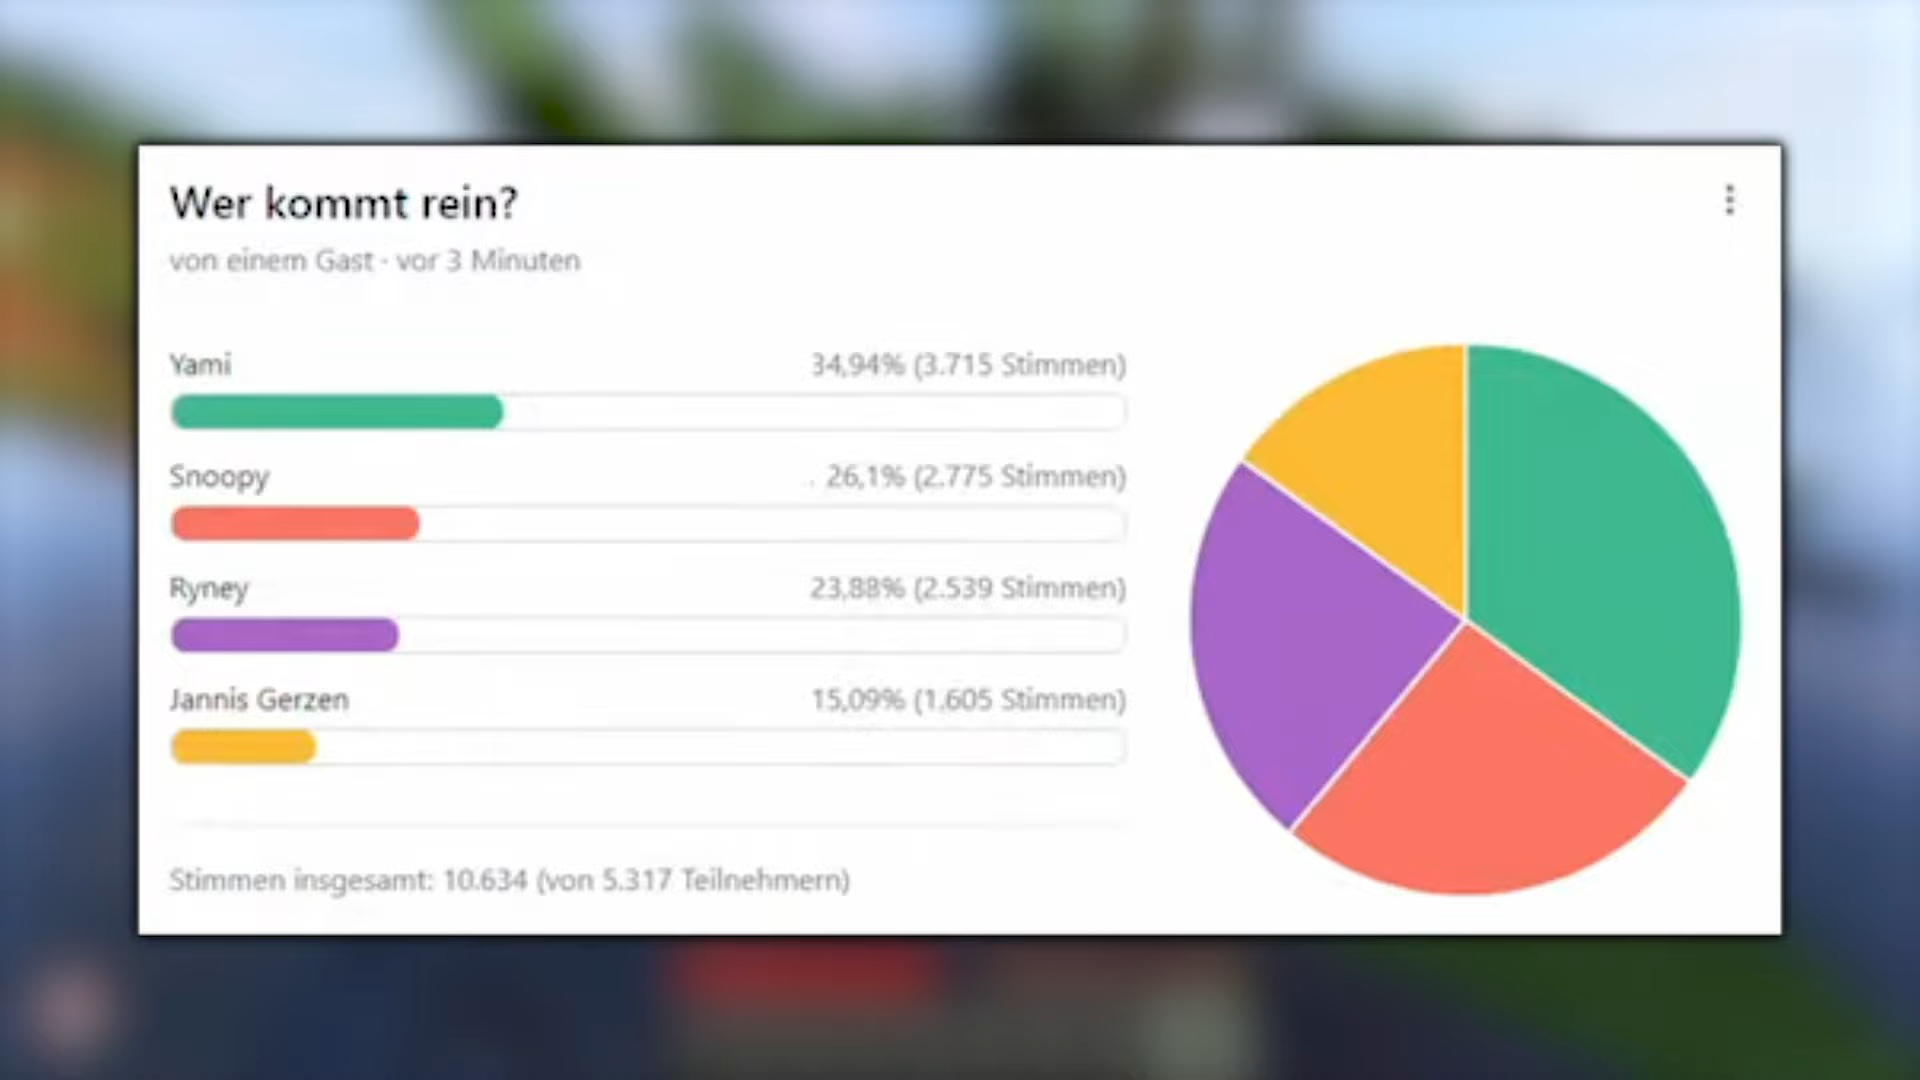 Wer kommt rein?
von einem Gast · vor 3 Minuten
Yami 34,94% (3.715 Stimmen)
Snoopy 26,1% (2.775 Stimmen)
Ryney 23,88% (2.539 Stimmen)
Jannis Gerzen 15,09% (1.605 Stimmen)
Stimmen insgesamt: 10.634 (von 5.317 Teilnehmern)